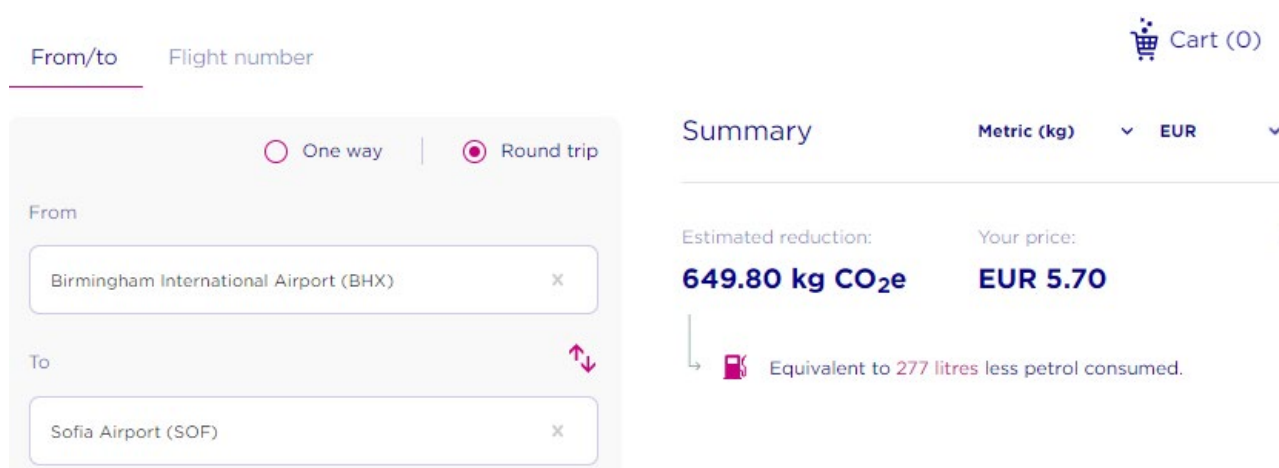 From/to
Flight number
Cart (0)
One way
Round trip
From
Birmingham International Airport (BHX)
To
Sofia Airport (SOF)
Summary
Metric (kg)
EUR
Estimated reduction:
649.80 kg CO₂e
Your price:
EUR 5.70
Equivalent to 277 litres less petrol consumed.